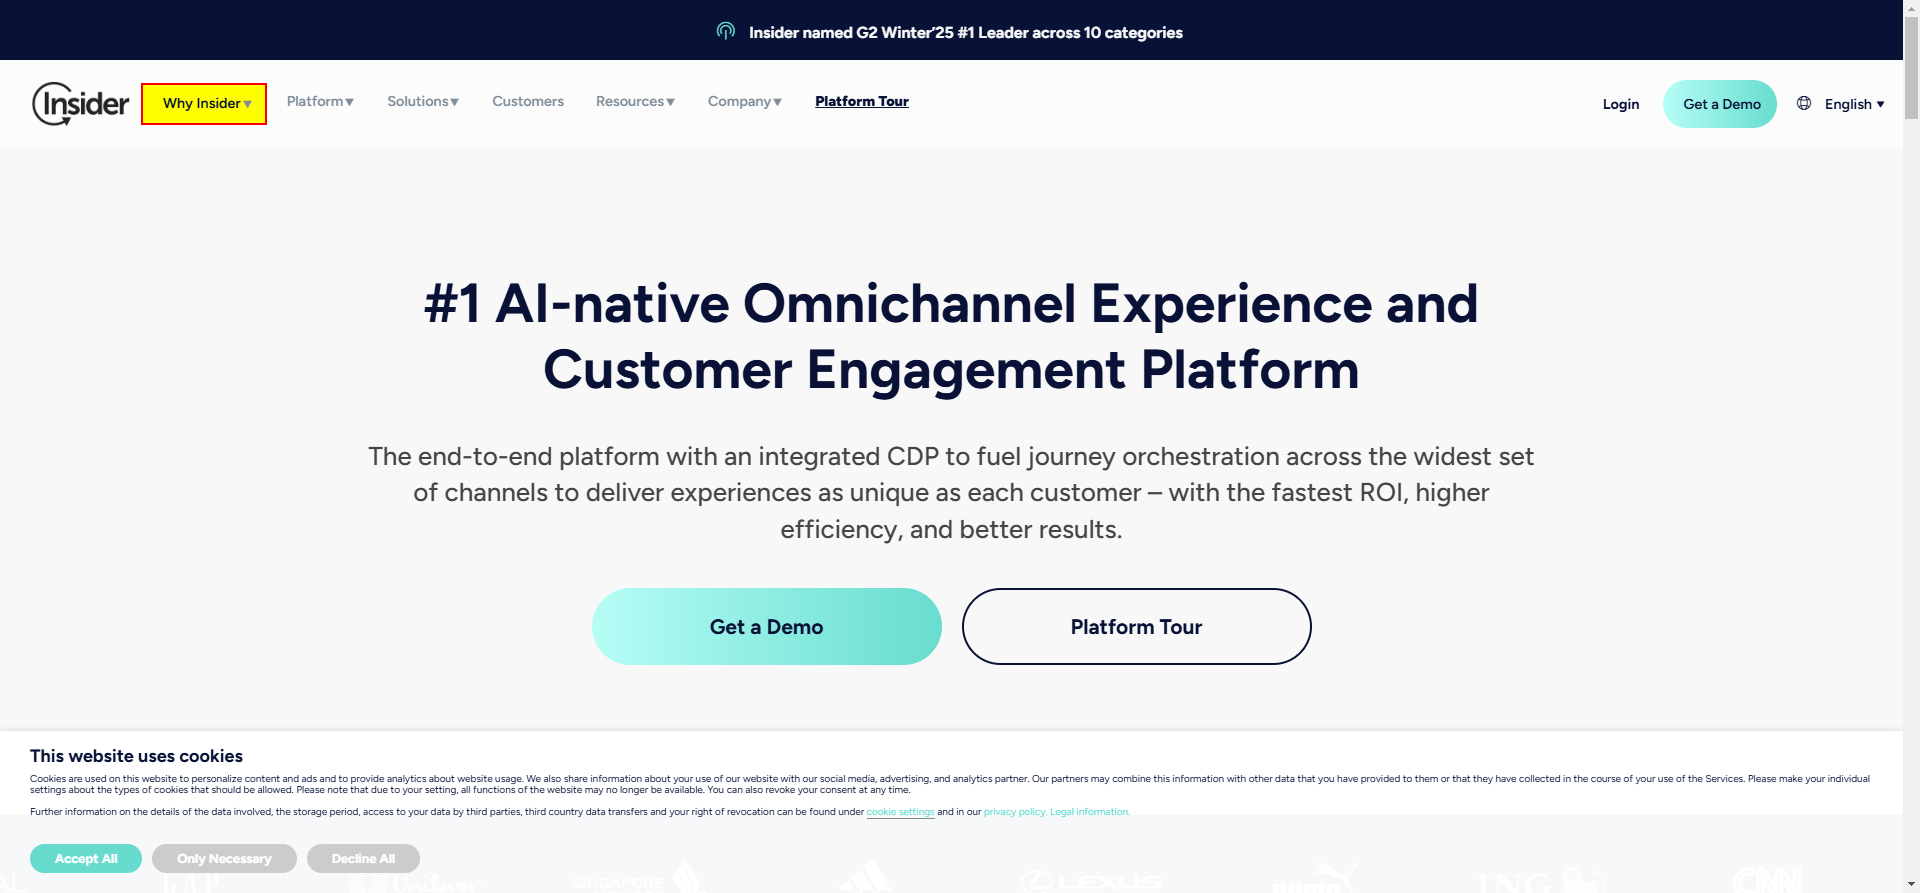 Insider named G2 Winter'25 #1 Leader across 10 categories
Insider
Why Insider
Platform
Solutions
Customers
Resources
Company
Platform Tour
Login
Get a Demo
English
#1 AI-native Omnichannel Experience and
Customer Engagement Platform
The end-to-end platform with an integrated CDP to fuel journey orchestration across the widest set
of channels to deliver experiences as unique as each customer – with the fastest ROI, higher
efficiency, and better results.
Get a Demo
Platform Tour
This website uses cookies
Cookies are used on this website to personalize content and ads and to provide analytics about website usage. We also share information about your use of our website with our social media, advertising, and analytics partner. Our partners may combine this information with other data that you have provided to them or that they have collected in the course of your use of the Services. Please make your individual
settings about the types of cookies that should be allowed. Please note that due to your setting, all functions of the website may no longer be available. You can also revoke your consent at any time.
Further information on the details of the data involved, the storage period, access to your data by third parties, third country data transfers and your right of revocation can be found under cookie settings and in our privacy policy. Legal information.
Accept All
Only Necessary
Decline All
GAP
Unilever
SINGAPORE
LEXUS
PUMA
ING
CNN